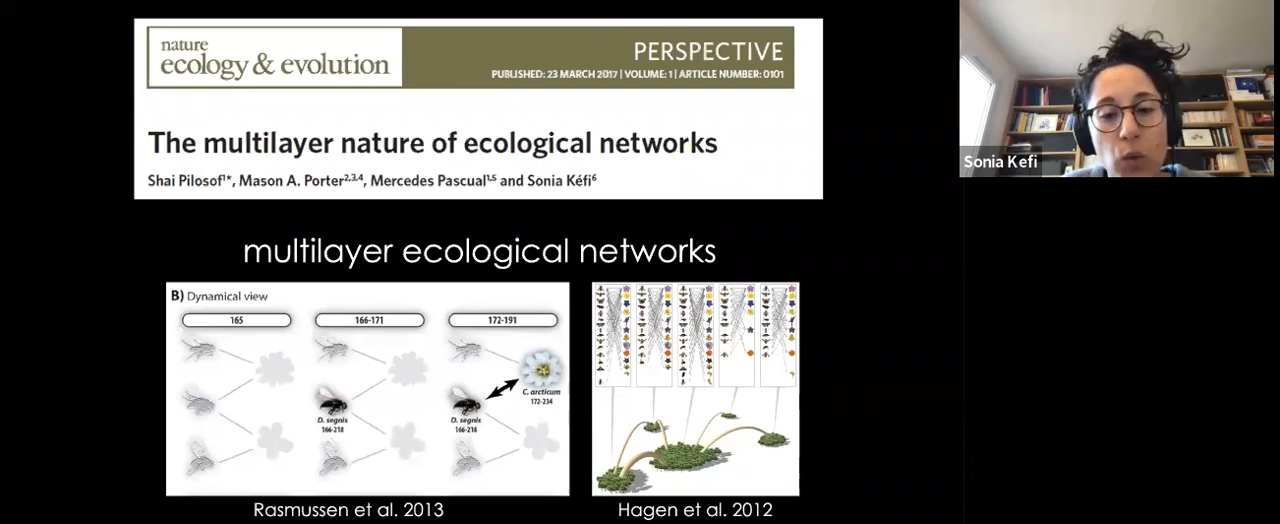 nature
ecology & evolution
PERSPECTIVE
PUBLISHED: 23 MARCH 2017 | VOLUME: 1 | ARTICLE NUMBER: 0101
The multilayer nature of ecological networks
Shai Pilosof1*, Mason A. Porter2,3,4, Mercedes Pascual1,5 and Sonia Kéfi6
Sonia Kefi
multilayer ecological networks
B) Dynamical view
165
166-171
172-191
C. arcticum
172-234
D. segnis
166-218
D. segnis
166-218
Rasmussen et al. 2013
Hagen et al. 2012